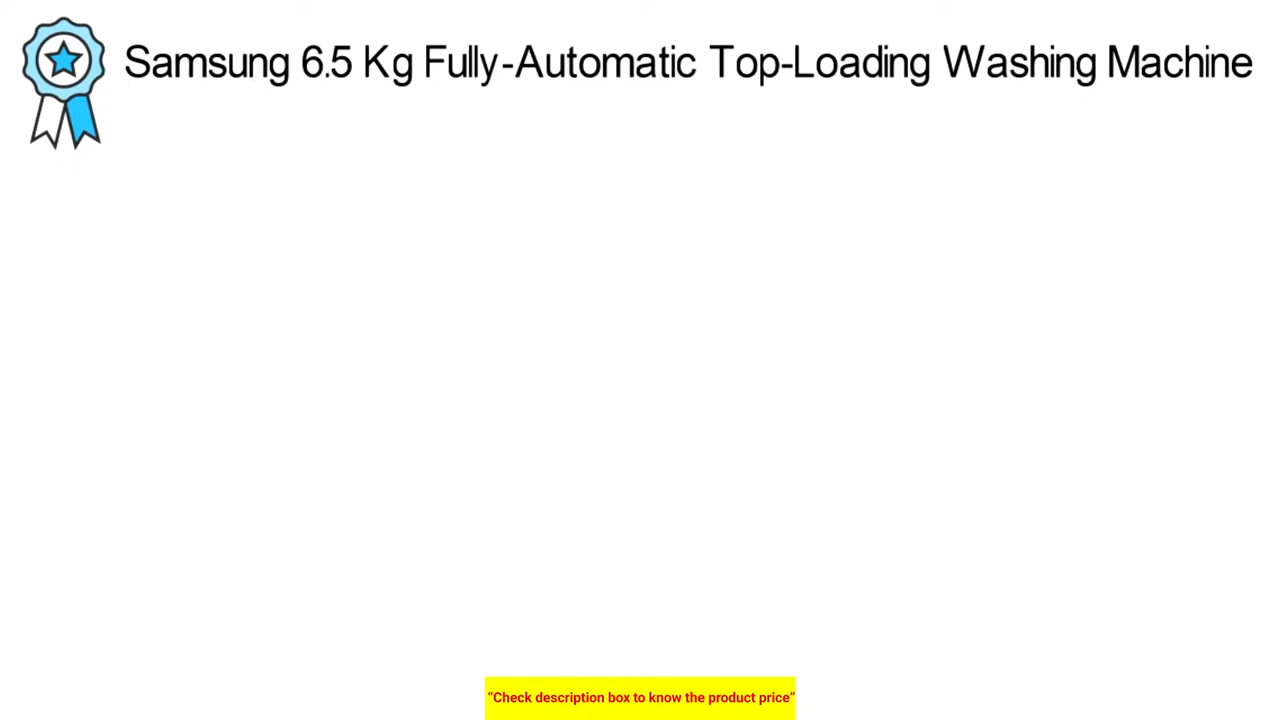 Samsung 6.5 Kg Fully-Automatic Top-Loading Washing Machine
“Check description box to know the product price”